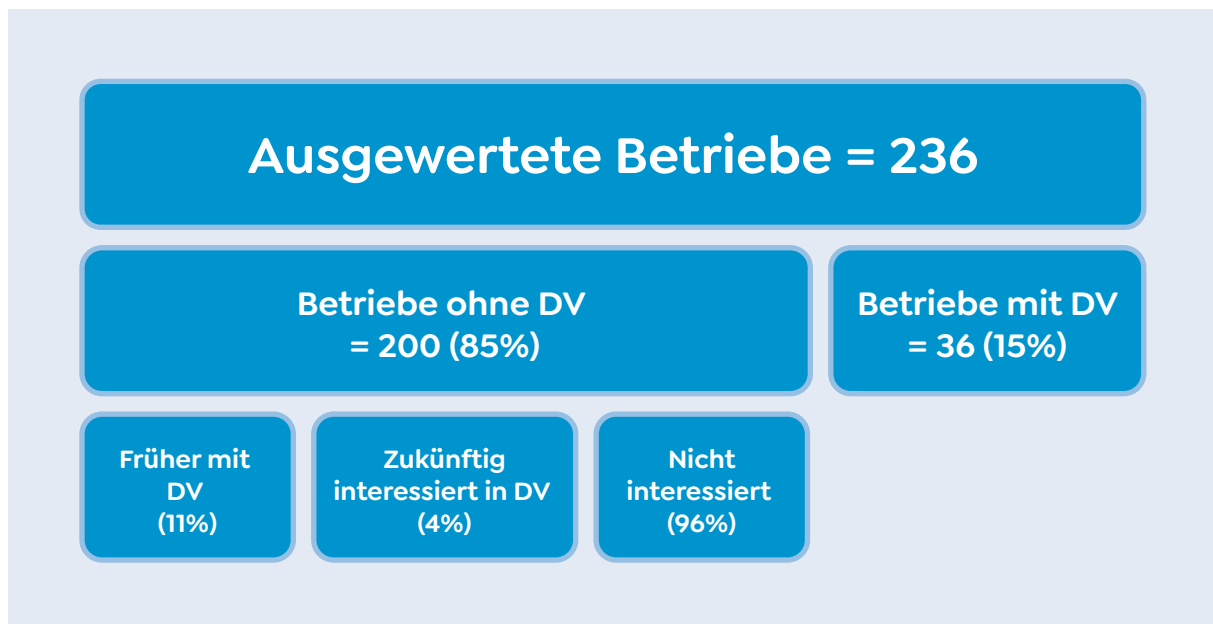 Ausgewertete Betriebe = 236
Betriebe ohne DV
= 200 (85%)
Betriebe mit DV
= 36 (15%)
Früher mit
DV
(11%)
Zukünftig
interessiert in DV
(4%)
Nicht
interessiert
(96%)